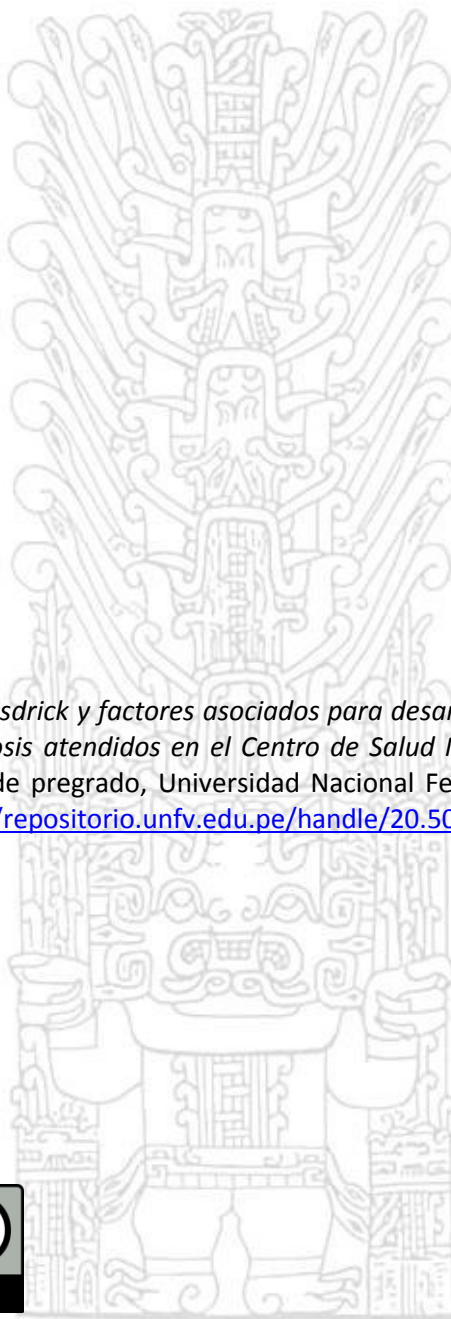 sdrick y factores asociados para desar
osis atendidos en el Centro de Salud
de pregrado, Universidad Nacional Fe
/repositorio.unfv.edu.pe/handle/20.50